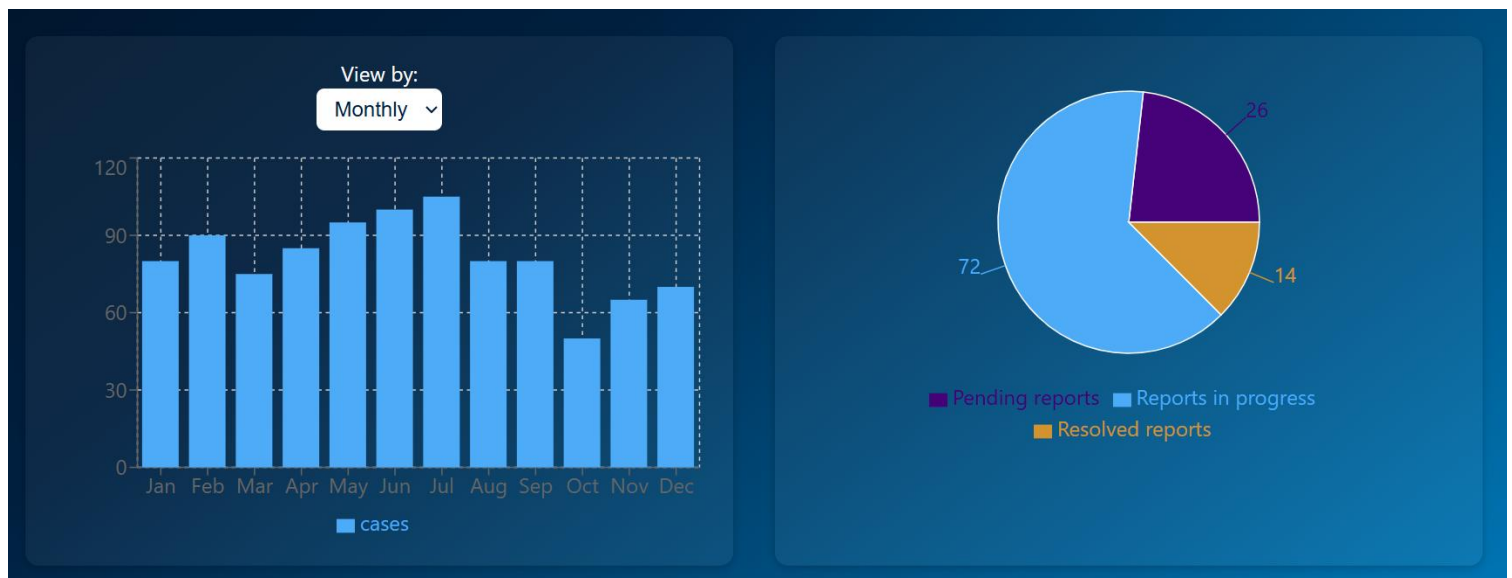 View by:
Monthly
120
90
60
30
0
Jan Feb Mar Apr May Jun Jul Aug Sep Oct Nov Dec
cases
26
72
14
Pending reports Reports in progress
Resolved reports